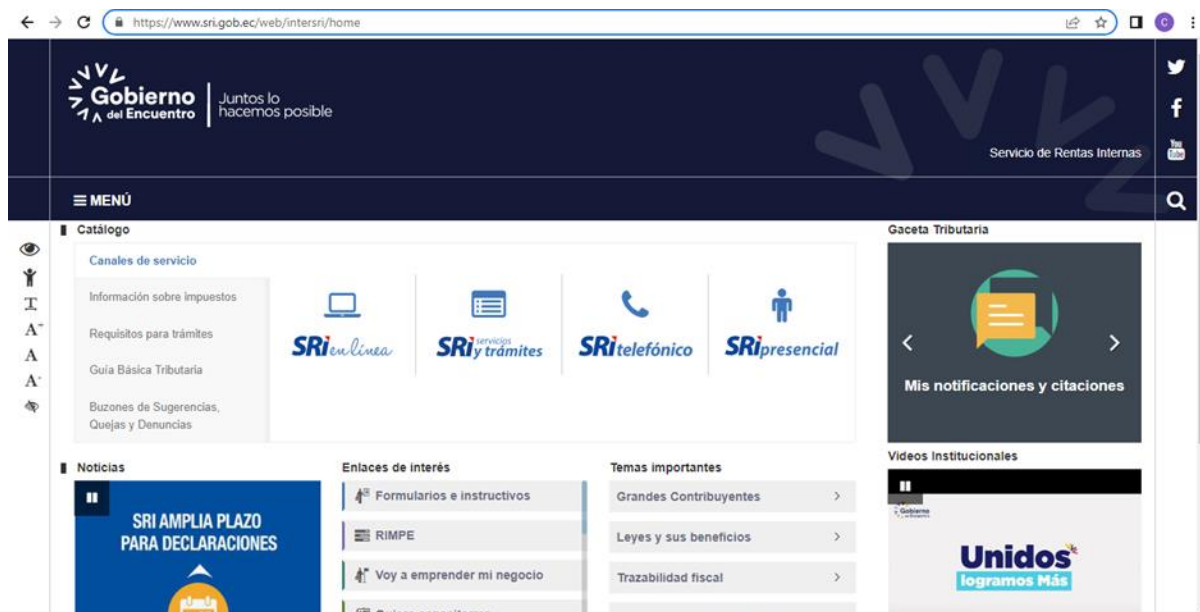 https://www.sri.gob.ec/web/intersri/home
C
Gobierno
del Encuentro
Juntos lo
hacemos posible
Servicio de Rentas Internas
You
Tube
MENÚ
Catálogo
Canales de servicio
Información sobre impuestos
Requisitos para trámites
Guía Básica Tributaria
Buzones de Sugerencias,
Quejas y Denuncias
SRi en línea
SRi servicios
y trámites
SRi telefónico
SRi presencial
Gaceta Tributaria
Mis notificaciones y citaciones
T
A+
A
A-
Noticias
SRI AMPLIA PLAZO
PARA DECLARACIONES
Enlaces de interés
Formularios e instructivos
RIMPE
Voy a emprender mi negocio
Temas importantes
Grandes Contribuyentes
Leyes y sus beneficios
Trazabilidad fiscal
Videos Institucionales
Gobierno
Unidos
logramos Más